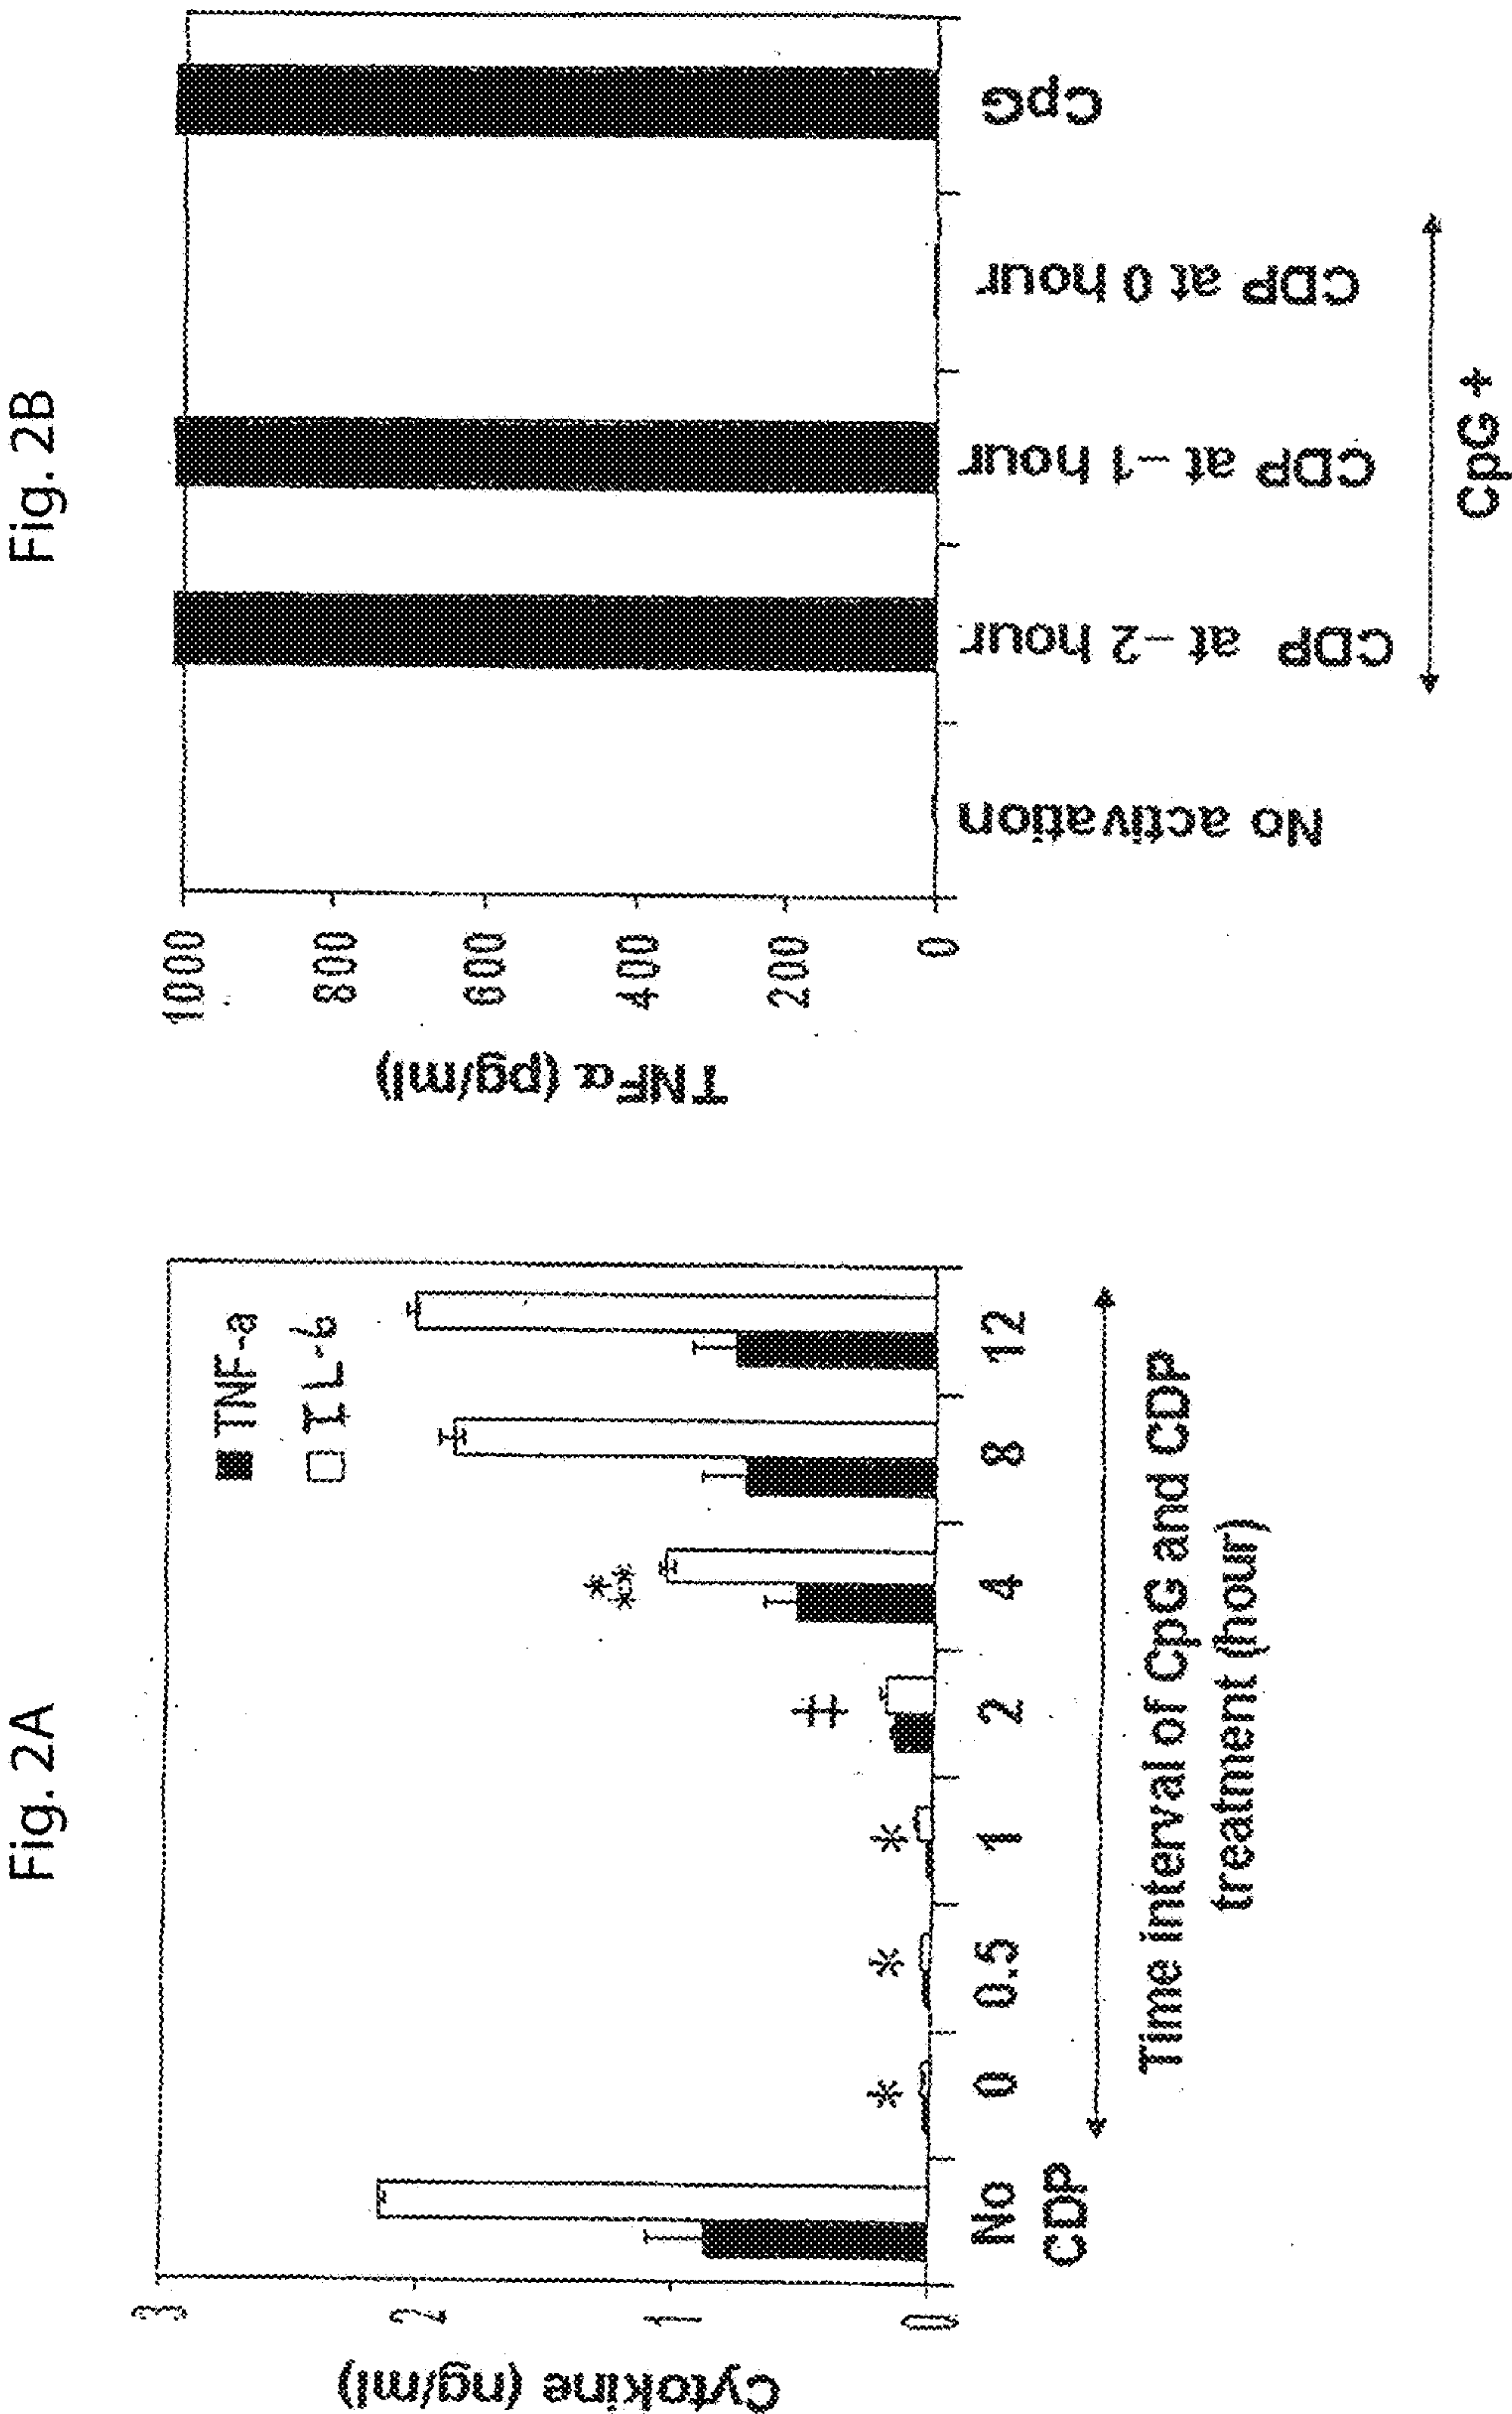 Fig. 2A
Cytokine (ng/ml)
3
2
1
0
TNF-a
IL-6
*
*
*
‡
**
*
No
CDP
0
0.5
1
2
4
8
12
Time interval of CpG and CDP
treatment (hour)
Fig. 2B
TNFα (pg/ml)
1000
800
600
400
200
0
No activation
CDP at -2 hour
CDP at -1 hour
CDP at 0 hour
CpG
CpG +